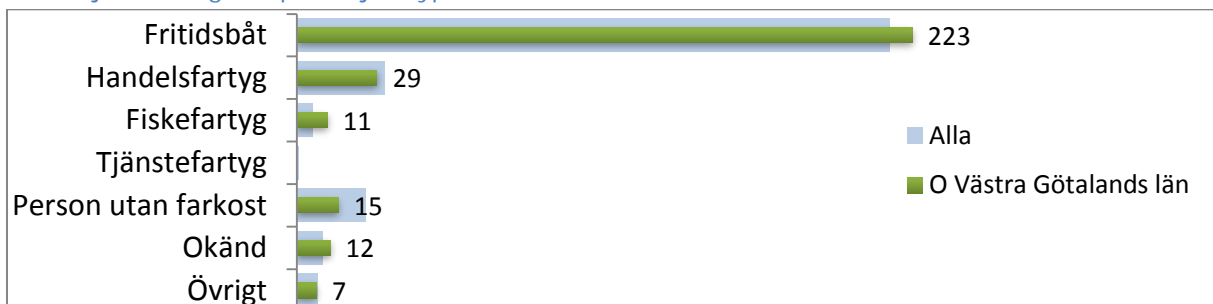 Fritidsbåt 223
Handelsfartyg 29
Fiskefartyg 11
Tjänstefartyg
Person utan farkost 15
Okänd 12
Övrigt 7
Alla
O Västra Götalands län